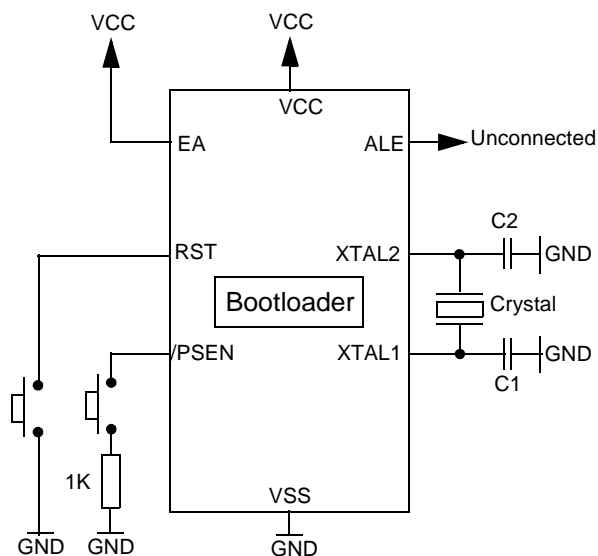 VCC
VCC
VCC
EA
ALE
Unconnected
C2
RST
XTAL2
GND
Bootloader
Crystal
/PSEN
XTAL1
GND
C1
1K
VSS
GND
GND
GND